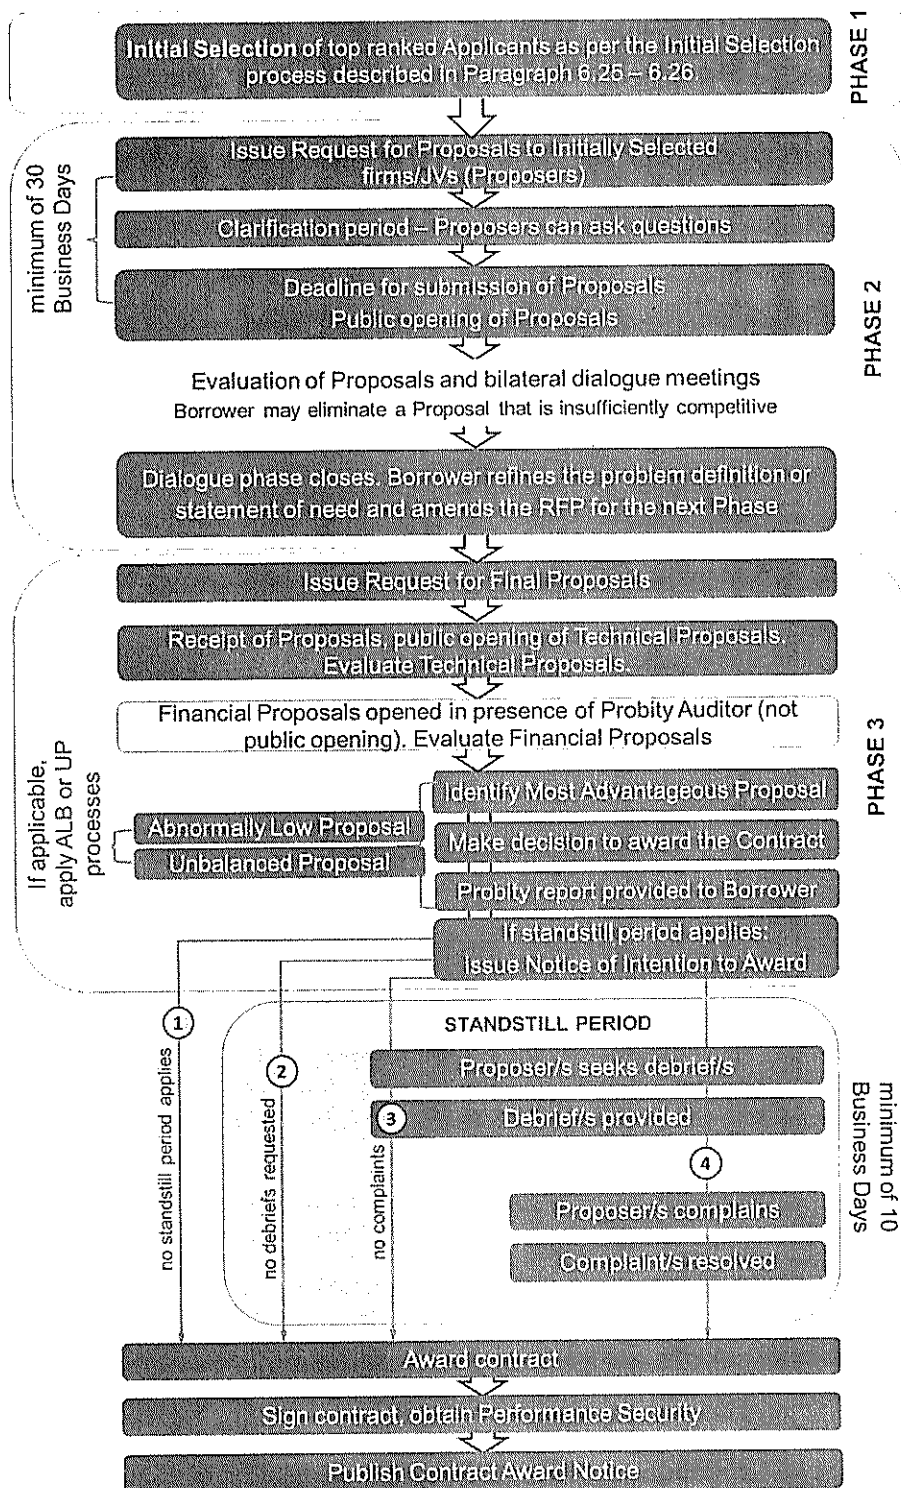 PHASE 1
Initial Selection of top ranked Applicants as per the Initial Selection
process described in Paragraph 6.25 – 6.26
PHASE 2
minimum of 30
Business Days
Issue Request for Proposals to Initially Selected
firms/JVs (Proposers)
Clarification period – Proposers can ask questions
Deadline for submission of Proposals
Public opening of Proposals
Evaluation of Proposals and bilateral dialogue meetings
Borrower may eliminate a Proposal that is insufficiently competitive
Dialogue phase closes. Borrower refines the problem definition or
statement of need and amends the RFP for the next Phase
PHASE 3
Issue Request for Final Proposals
Receipt of Proposals, public opening of Technical Proposals.
Evaluate Technical Proposals.
Financial Proposals opened in presence of Probity Auditor (not
public opening). Evaluate Financial Proposals
If applicable,
apply ALB or UP
processes
Abnormally Low Proposal
Unbalanced Proposal
Identify Most Advantageous Proposal
Make decision to award the Contract
Probity report provided to Borrower
If standstill period applies:
Issue Notice of Intention to Award
STANDSTILL PERIOD
minimum of 10
Business Days
1
no standstill period applies
2
no debriefs requested
3
no complaints
4
Proposer/s seeks debrief/s
Debrief/s provided
Proposer/s complains
Complaint/s resolved
Award contract
Sign contract, obtain Performance Security
Publish Contract Award Notice